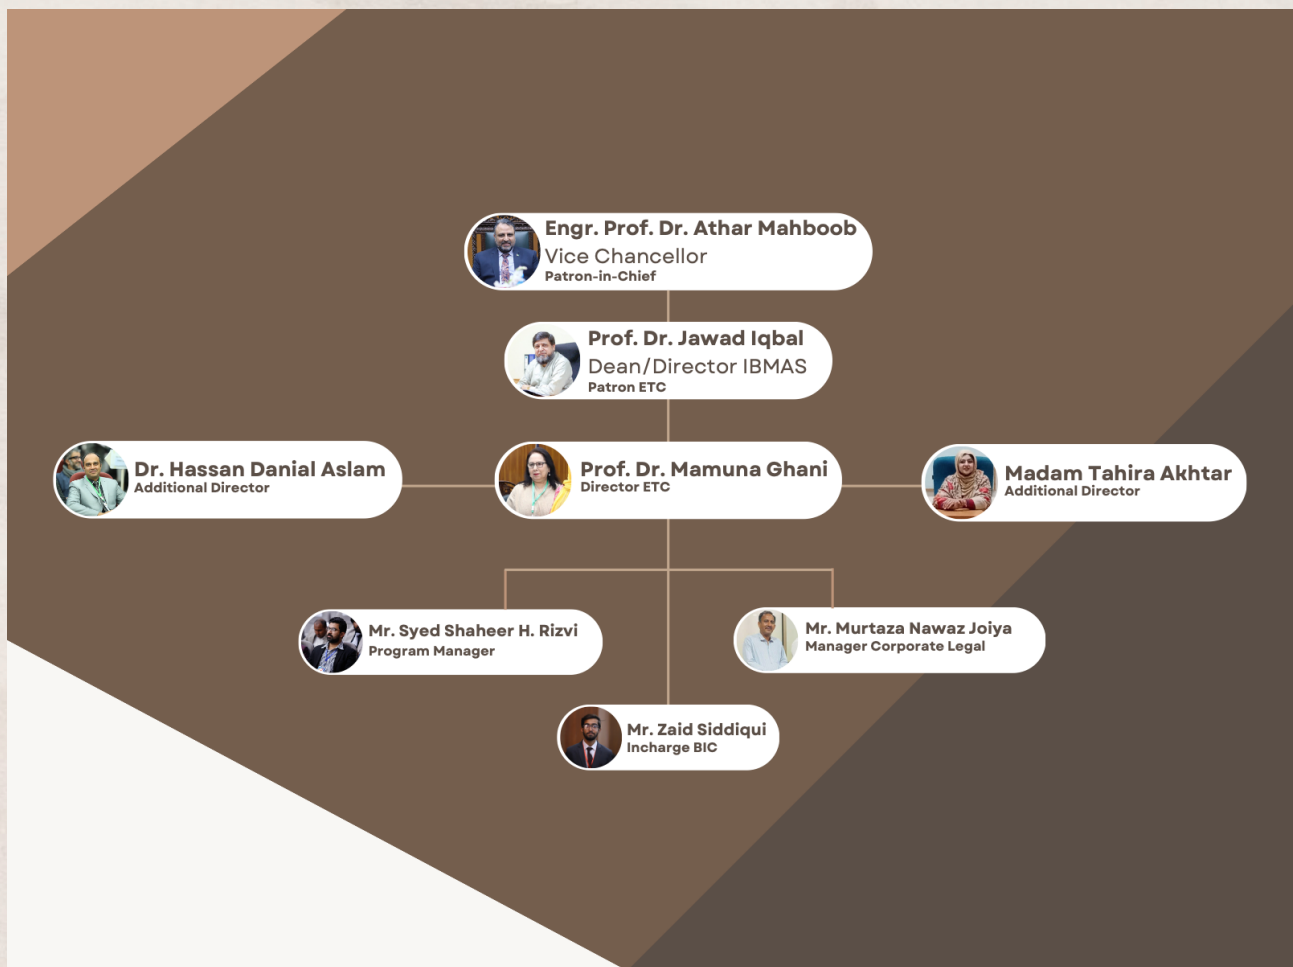 Engr. Prof. Dr. Athar Mahboob
Vice Chancellor
Patron-in-Chief
Prof. Dr. Jawad Iqbal
Dean/Director IBMAS
Patron ETC
Dr. Hassan Danial Aslam
Additional Director
Prof. Dr. Mamuna Ghani
Director ETC
Madam Tahira Akhtar
Additional Director
Mr. Syed Shaheer H. Rizvi
Program Manager
Mr. Murtaza Nawaz Joiya
Manager Corporate Legal
Mr. Zaid Siddiqui
Incharge BIC